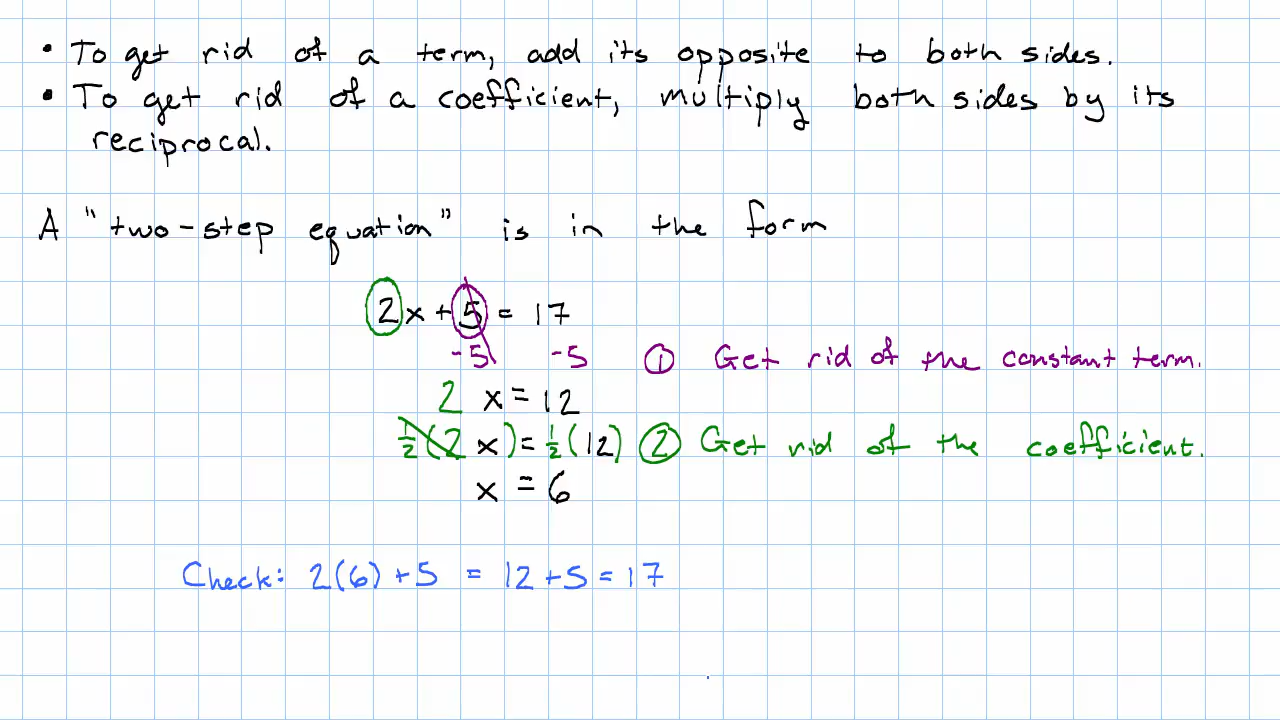 • To get rid of a term, add its opposite to both sides.
• To get rid of a coefficient, multiply both sides by its
reciprocal.
A "two-step equation" is in the form
2x + 5 = 17
-5 -5 ① Get rid of the constant term.
2 x = 12
½(2 x) = ½(12) ② Get rid of the coefficient.
x = 6
Check: 2(6) + 5 = 12 + 5 = 17